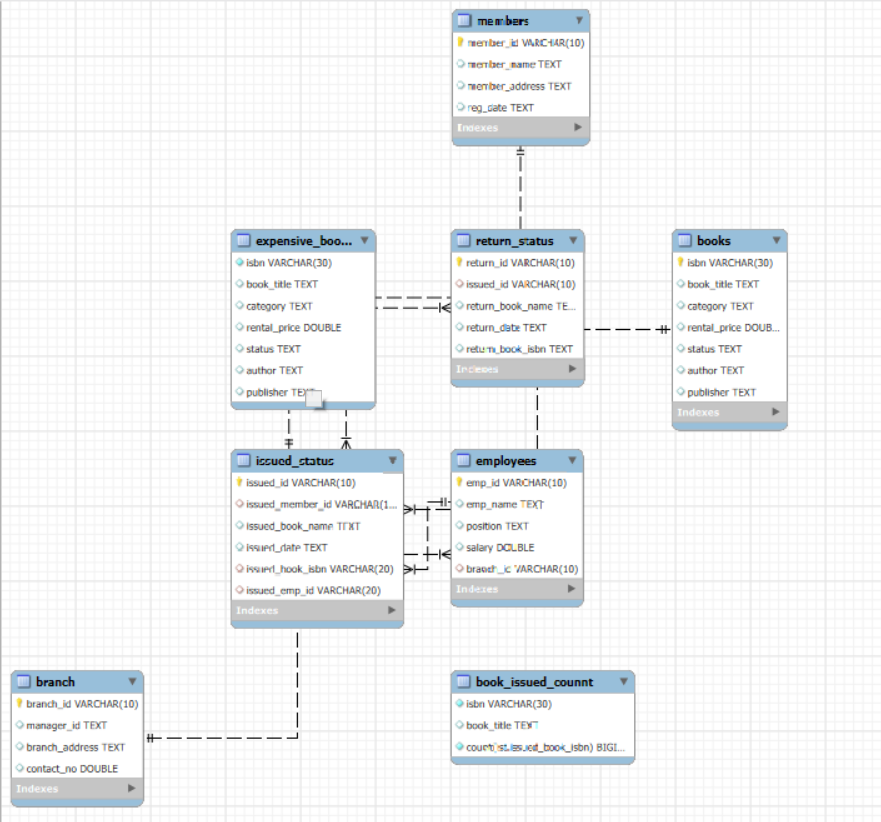 members
member_id VARCHAR(10)
member_name TEXT
member_address TEXT
reg_date TEXT
Indexes
expensive_boo...
isbn VARCHAR(30)
book_title TEXT
category TEXT
rental_price DOUBLE
status TEXT
author TEXT
publisher TEXT
return_status
return_id VARCHAR(10)
issued_id VARCHAR(10)
return_book_name TE...
return_date TEXT
return_book_isbn TEXT
Indexes
books
isbn VARCHAR(30)
book_title TEXT
category TEXT
rental_price DOUB...
status TEXT
author TEXT
publisher TEXT
Indexes
issued_status
issued_id VARCHAR(10)
issued_member_id VARCHAR(1...
issued_book_name TEXT
issued_date TEXT
issued_book_isbn VARCHAR(20)
issued_emp_id VARCHAR(20)
Indexes
employees
emp_id VARCHAR(10)
emp_name TEXT
position TEXT
salary DOUBLE
branch_id VARCHAR(10)
Indexes
branch
branch_id VARCHAR(10)
manager_id TEXT
branch_address TEXT
contact_no DOUBLE
Indexes
book_issued_counnt
isbn VARCHAR(30)
book_title TEXT
count(ist.issued_book_isbn) BIGI...